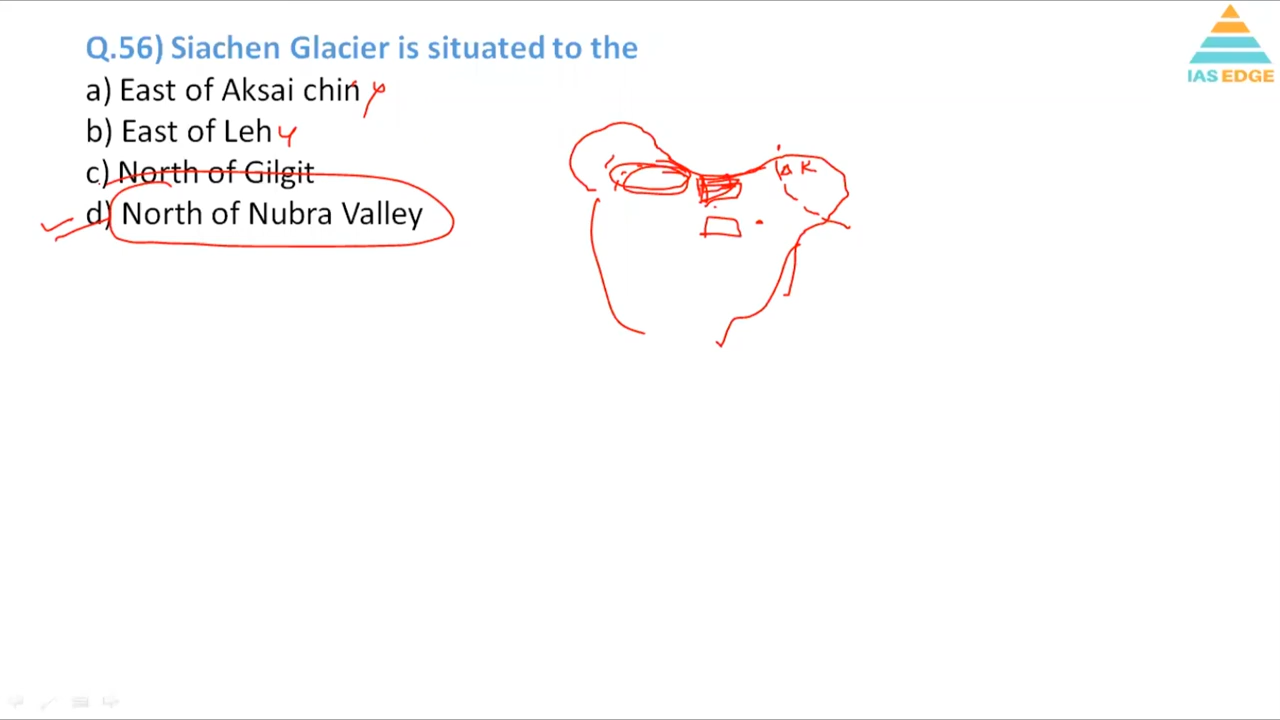 Q.56) Siachen Glacier is situated to the
a) East of Aksai chin
b) East of Leh
c) North of Gilgit
d) North of Nubra Valley
IAS EDGE
AK